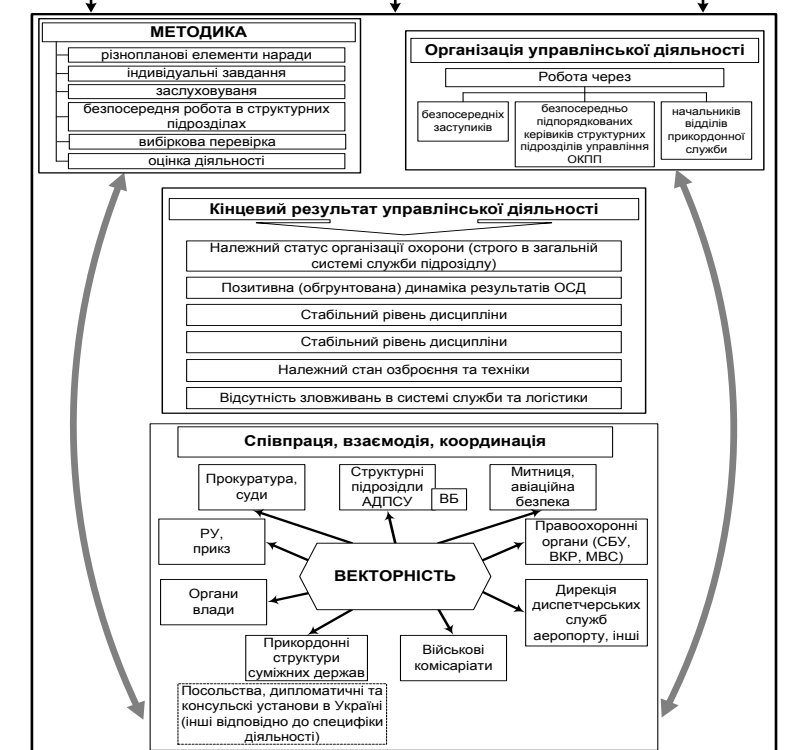 МЕТОДИКА
різнопланові елементи наради
індивідуальні завдання
заслуховуваня
безпосередня робота в структурних
підрозділах
вибіркова перевірка
оцінка діяльності
Організація управлінської діяльності
Робота через
безпосередніх
заступиків
безпосередньо
підпорядкованих
керівиків структурних
підрозділів управління
ОКПП
начальників
відділів
прикордонної
служби
Кінцевий результат управлінської діяльності
Належний статус організації охорони (строго в загальній
системі служби підрозділу)
Позитивна (обгрунтована) динаміка результатів ОСД
Стабільний рівень дисципліни
Стабільний рівень дисципліни
Належний стан озброєння та техніки
Відсутність зловживань в системі служби та логістики
Співпраця, взаємодія, координація
Прокуратура,
суди
Структурні
підрозідли
АДПСУ
ВБ
Митниця,
авіаційна
безпека
РУ,
прикз
Правоохоронні
органи (СБУ,
ВКР, МВС)
ВЕКТОРНІСТЬ
Органи
влади
Дирекція
диспетчерських
служб
аеропорту, інші
Прикордонні
структури
суміжних держав
Військові
комісаріати
Посольства, дипломатичні та
консульскі установи в Україні
(інші відповідно до специфіки
діяльності)